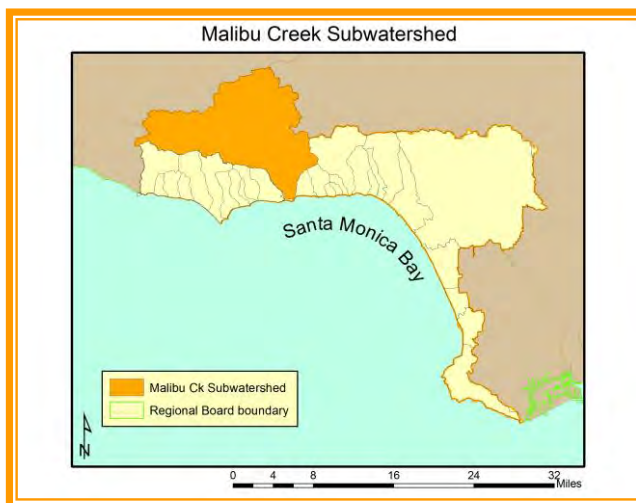 Malibu Creek Subwatershed
Santa Monica Bay
Malibu Ck Subwatershed
Regional Board boundary
N
0 2 4 8 16 24 32
Miles